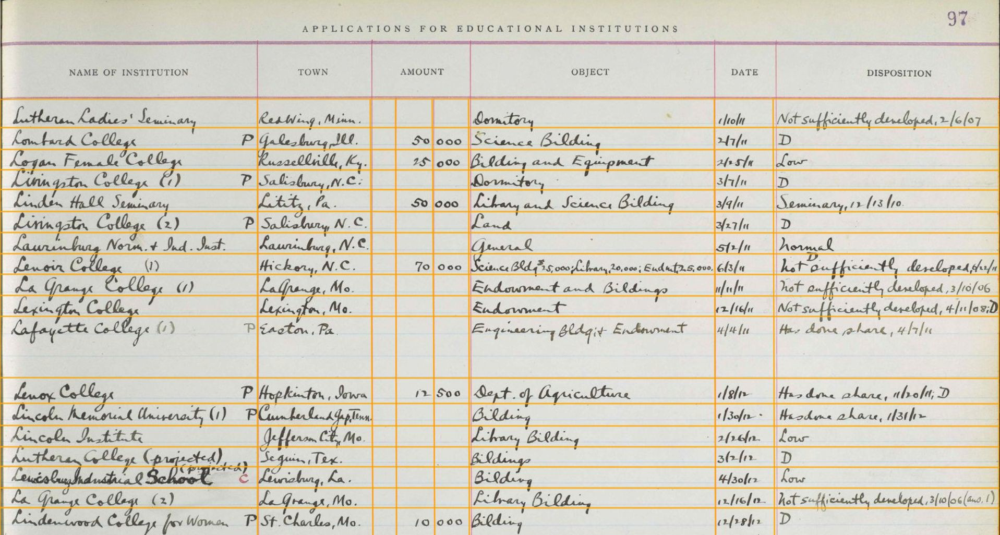 97
APPLICATIONS FOR EDUCATIONAL INSTITUTIONS
NAME OF INSTITUTION TOWN AMOUNT OBJECT DATE DISPOSITION
Lutheran Ladies' Seminary Red Wing, Minn. Dormitory 1/10/11 Not sufficiently developed, 2/6/07
Lombard College P Galesburg, Ill. 50 000 Science Bilding 2/7/11 D
Logan Female College Russellville, Ky. 25 000 Bilding and Equipment 2/25/11 Low
Livingston College (1) P Salisbury, N.C. Dormitory 3/7/11 D
Linden Hall Seminary Lititz, Pa. 50 000 Library and Science Bilding 3/9/11 Seminary, 12/13/10.
Livingston College (2) P Salisbury, N.C. Land 3/27/11 D
Laurinburg Norm. & Ind. Inst. Laurinburg, N.C. General 5/2/11 Normal
Lenoir College (1) Hickory, N.C. 70 000 Science Bldg $25,000; Library, 20,000; Endmt, 25,000. 6/3/11 D Not sufficiently developed,
La Grange College (1) La Grange, Mo. Endowment and Bildings 11/11/11 Not sufficiently developed, 3/10/06
Lexington College Lexington, Mo. Endowment 12/16/11 Not sufficiently developed, 4/11/08; D
Lafayette College (1) P Easton, Pa. Engineering Bldg; & Endowment 4/4/11 Has done share, 4/7/11
Lenox College P Hopkinton, Iowa 12 500 Dept. of Agriculture 1/8/12 Has done share, 11/20/11; D
Lincoln Memorial University (1) P Cumberland Gap, Tenn. Bilding 1/30/12 Has done share, 1/31/12
Lincoln Institute Jefferson City, Mo. Library Bilding 2/26/12 Low
Lutheran College (projected) Seguin, Tex. Bildings 3/2/12 D
Lewisburg Industrial School (projected) C Lewisburg, La. Bilding 4/30/12 Low
La Grange College (2) La Grange, Mo. Library Bilding 12/16/12 Not sufficiently developed, 3/10/06 (ans. 1)
Lindenwood College for Women P St. Charles, Mo. 10 000 Bilding 12/28/12 D